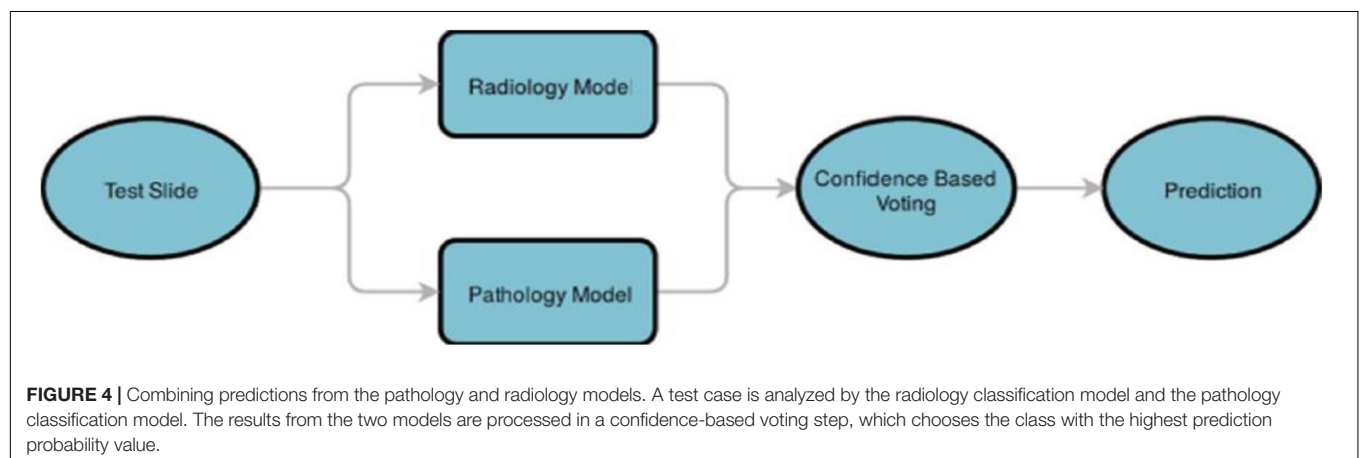 Radiology Model
Test Slide
Confidence Based
Voting
Prediction
Pathology Model
FIGURE 4 | Combining predictions from the pathology and radiology models. A test case is analyzed by the radiology classification model and the pathology
classification model. The results from the two models are processed in a confidence-based voting step, which chooses the class with the highest prediction
probability value.